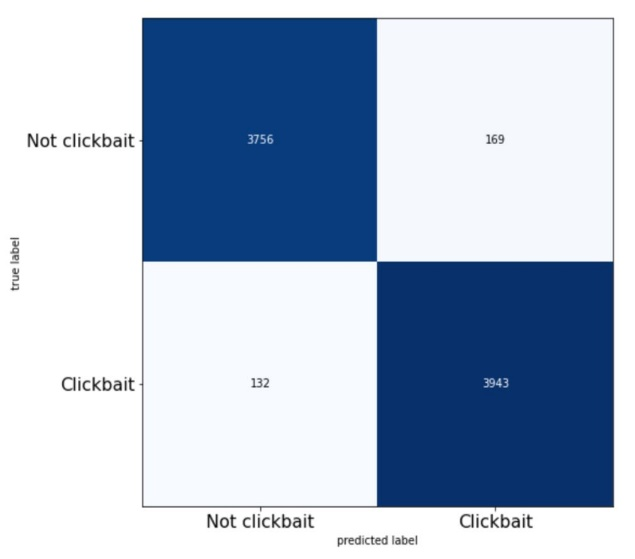 Not clickbait
3756
169
true label
Clickbait
132
3943
Not clickbait
Clickbait
predicted label